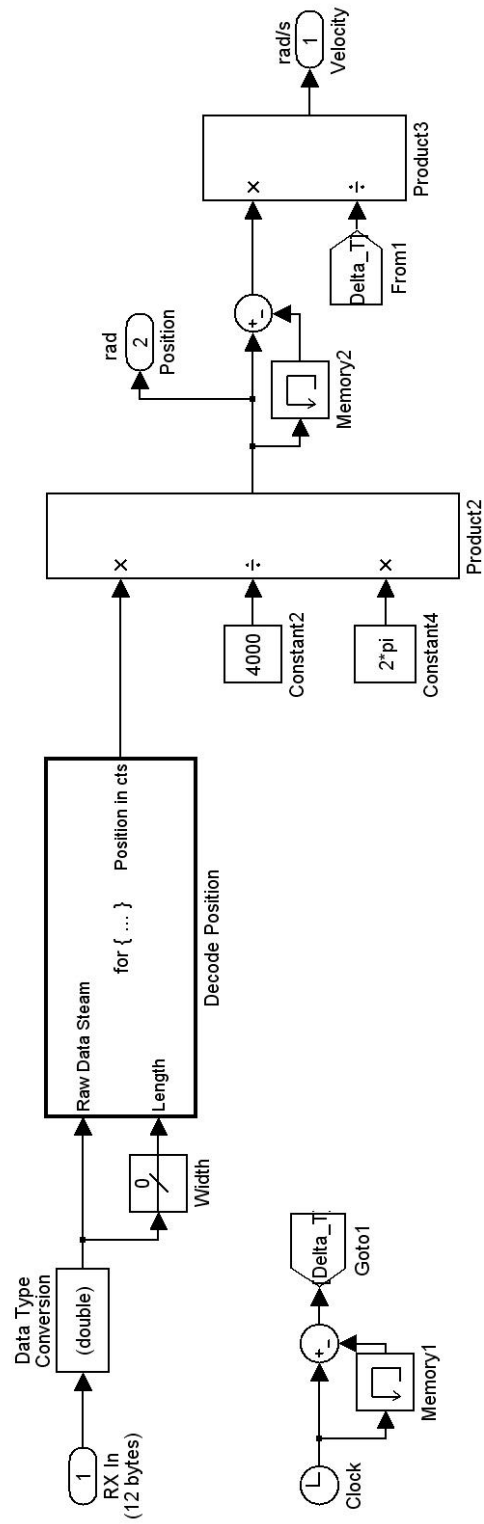 1
RX In
(12 bytes)
Data Type
Conversion
(double)
0
Width
Raw Data Steam
Length
for { ... }
Position in cts
Decode Position
4000
Constant2
2*pi
Constant4
×
÷
×
Product2
rad
2
Position
+
-
Memory2
×
÷
Product3
Delta_T
From1
rad/s
1
Velocity
Clock
+
-
Memory1
Delta_T
Goto1